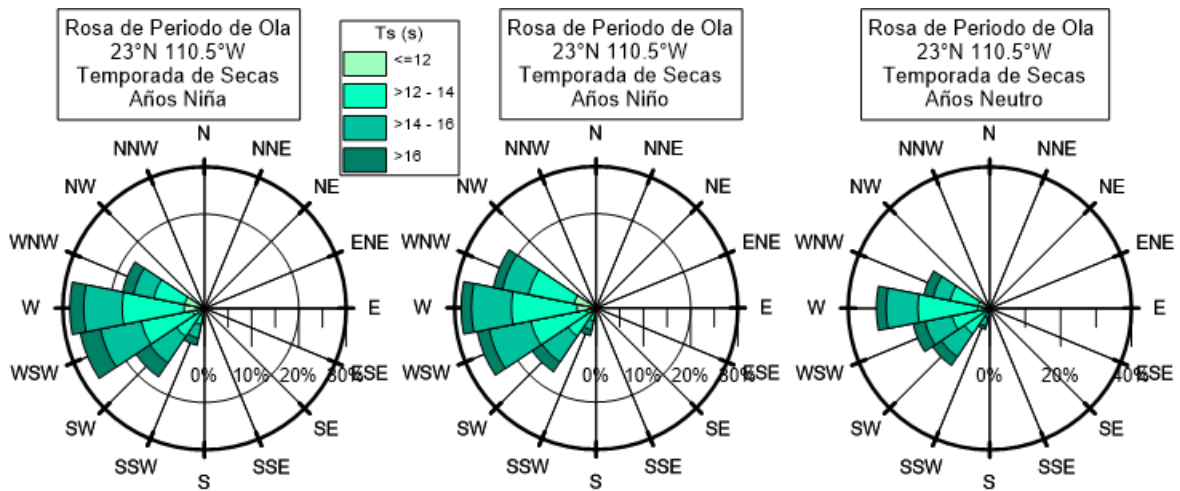 Rosa de Periodo de Ola
23°N 110.5°W
Temporada de Secas
Años Niña
Ts (s)
<=12
>12 - 14
>14 - 16
>16
Rosa de Periodo de Ola
23°N 110.5°W
Temporada de Secas
Años Niño
Rosa de Periodo de Ola
23°N 110.5°W
Temporada de Secas
Años Neutro
N
NNE
NE
ENE
E
ESE
SE
SSE
S
SSW
SW
WSW
W
WNW
NW
NNW
0% 10% 20% 30%
N
NNE
NE
ENE
E
ESE
SE
SSE
S
SSW
SW
WSW
W
WNW
NW
NNW
0% 10% 20% 30%
N
NNE
NE
ENE
E
ESE
SE
SSE
S
SSW
SW
WSW
W
WNW
NW
NNW
0% 20% 40%